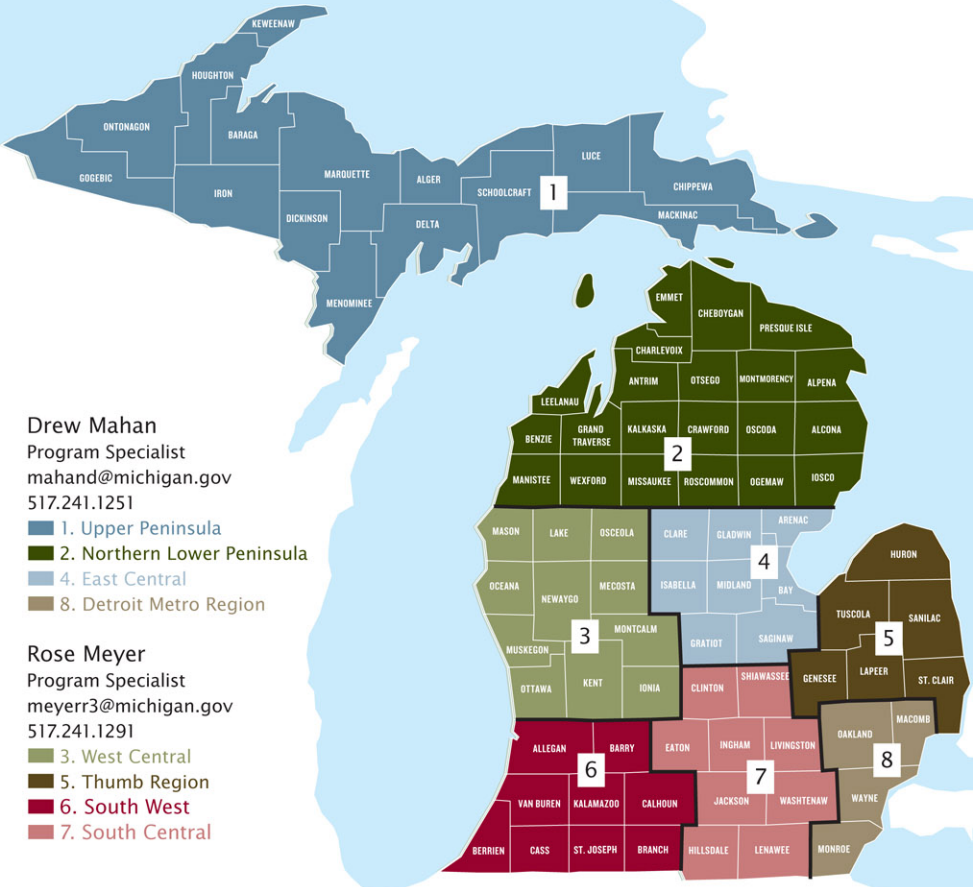 KEWEENAW
HOUGHTON
ONTONAGON
BARAGA
GOGEBIC
IRON
MARQUETTE
ALGER
LUCE
SCHOOLCRAFT
1
CHIPPEWA
MACKINAC
DICKINSON
DELTA
MENOMINEE
EMMET
CHEBOYGAN
PRESQUE ISLE
CHARLEVOIX
ANTRIM
OTSEGO
MONTMORENCY
ALPENA
LEELANAU
BENZIE
GRAND
TRAVERSE
KALKASKA
CRAWFORD
OSCODA
ALCONA
2
MANISTEE
WEXFORD
MISSAUKEE
ROSCOMMON
OGEMAW
IOSCO
Drew Mahan
Program Specialist
mahand@michigan.gov
517.241.1251
1. Upper Peninsula
2. Northern Lower Peninsula
4. East Central
8. Detroit Metro Region
Rose Meyer
Program Specialist
meyerr3@michigan.gov
517.241.1291
3. West Central
5. Thumb Region
6. South West
7. South Central
MASON
LAKE
OSCEOLA
CLARE
GLADWIN
ARENAC
4
HURON
OCEANA
NEWAYGO
MECOSTA
ISABELLA
MIDLAND
BAY
TUSCOLA
SANILAC
5
3
MONTCALM
MUSKEGON
GRATIOT
SAGINAW
OTTAWA
KENT
IONIA
CLINTON
SHIAWASSEE
GENESEE
LAPEER
ST. CLAIR
ALLEGAN
BARRY
EATON
INGHAM
LIVINGSTON
OAKLAND
MACOMB
6
7
8
VAN BUREN
KALAMAZOO
CALHOUN
JACKSON
WASHTENAW
WAYNE
BERRIEN
CASS
ST. JOSEPH
BRANCH
HILLSDALE
LENAWEE
MONROE